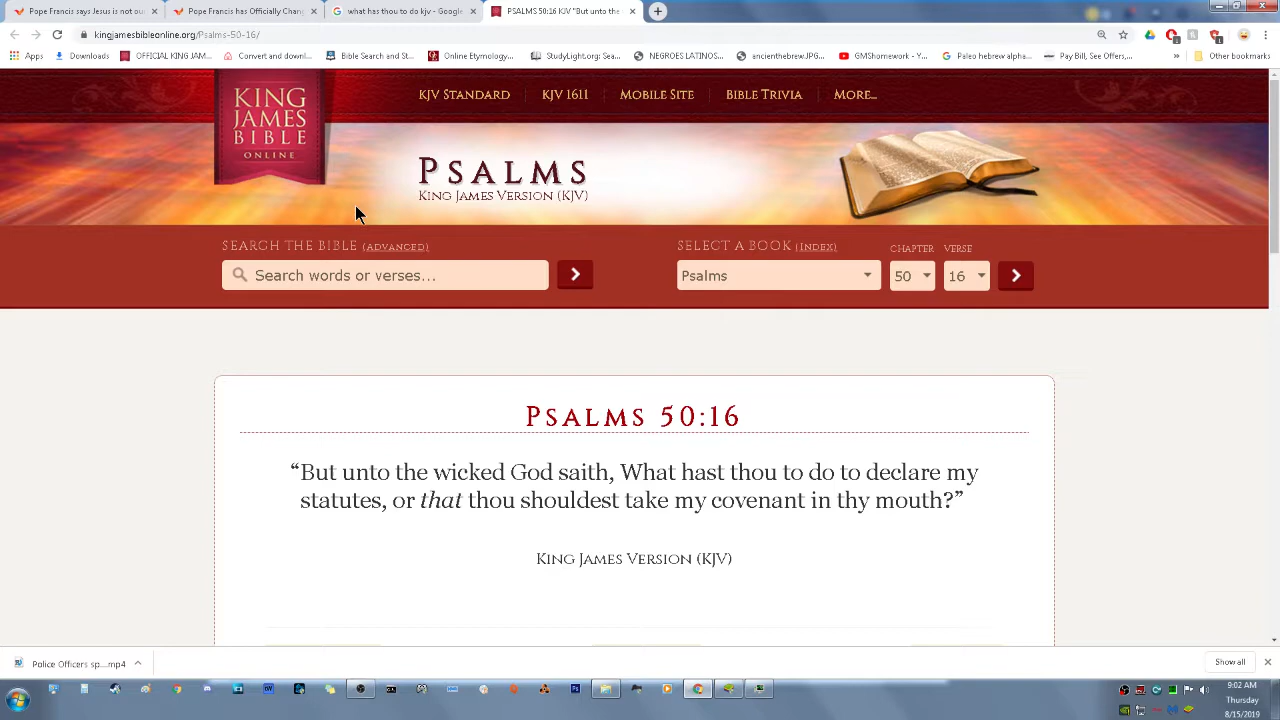 Pope Francis says Jesus is not ou
Pope Francis has Officially Chan
what has thou to do kjv - Google
PSALMS 50:16 KJV "But unto the
kingjamesbibleonline.org/Psalms-50-16/
Apps
Downloads
OFFICIAL KING JAM...
Convert and downl...
Bible Search and St...
Online Etymology...
StudyLight.org: Sea...
NEGROES LATINOS...
ancienthebrew.JPG...
GMShomework - Y...
Paleo hebrew alpha...
Pay Bill, See Offers,...
»
Other bookmarks
KING
JAMES
BIBLE
ONLINE
KJV STANDARD
KJV 1611
MOBILE SITE
BIBLE TRIVIA
MORE...
PSALMS
KING JAMES VERSION (KJV)
SEARCH THE BIBLE (ADVANCED)
SELECT A BOOK (INDEX)
CHAPTER
VERSE
Search words or verses...
Psalms
50
16
PSALMS 50:16
“But unto the wicked God saith, What hast thou to do to declare my
statutes, or that thou shouldest take my covenant in thy mouth?”
KING JAMES VERSION (KJV)
Police Officers sp....mp4
Show all
9:02 AM
Thursday
8/15/2019